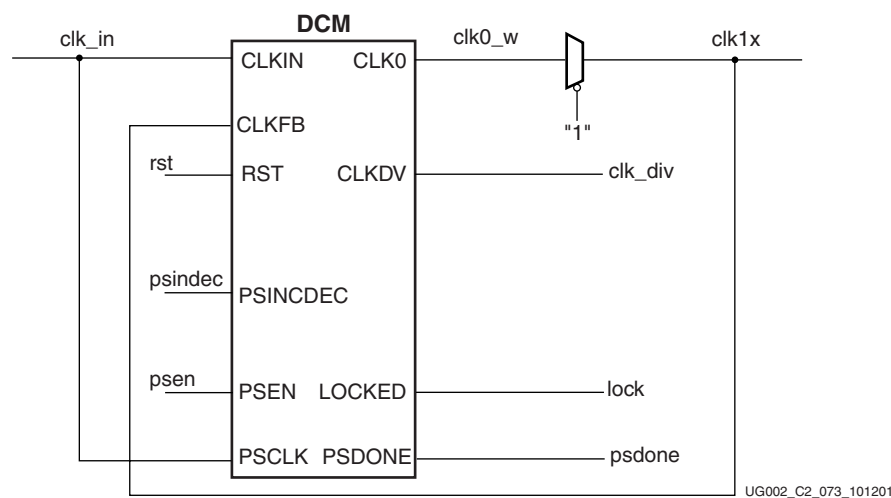 DCM
clk_in
clk0_w
clk1x
CLKIN
CLK0
CLKFB
"1"
rst
RST
CLKDV
clk_div
psindec
PSINCDEC
psen
PSEN
LOCKED
lock
PSCLK
PSDONE
psdone
UG002_C2_073_101201